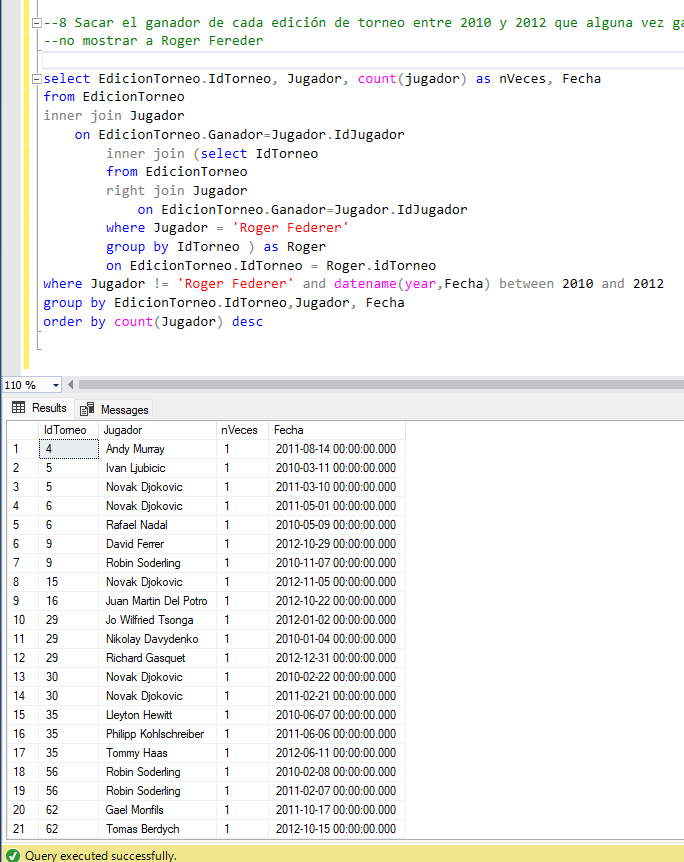 --8 Sacar el ganador de cada edición de torneo entre 2010 y 2012 que alguna vez ga
--no mostrar a Roger Fereder
select EdicionTorneo.IdTorneo, Jugador, count(jugador) as nVeces, Fecha
from EdicionTorneo
inner join Jugador
on EdicionTorneo.Ganador=Jugador.IdJugador
inner join (select IdTorneo
from EdicionTorneo
right join Jugador
on EdicionTorneo.Ganador=Jugador.IdJugador
where Jugador = 'Roger Federer'
group by IdTorneo ) as Roger
on EdicionTorneo.IdTorneo = Roger.idTorneo
where Jugador != 'Roger Federer' and datename(year,Fecha) between 2010 and 2012
group by EdicionTorneo.IdTorneo,Jugador, Fecha
order by count(Jugador) desc
110 %
Results Messages
IdTorneo Jugador nVeces Fecha
1 4 Andy Murray 1 2011-08-14 00:00:00.000
2 5 Ivan Ljubicic 1 2010-03-11 00:00:00.000
3 5 Novak Djokovic 1 2011-03-10 00:00:00.000
4 6 Novak Djokovic 1 2011-05-01 00:00:00.000
5 6 Rafael Nadal 1 2010-05-09 00:00:00.000
6 9 David Ferrer 1 2012-10-29 00:00:00.000
7 9 Robin Soderling 1 2010-11-07 00:00:00.000
8 15 Novak Djokovic 1 2012-11-05 00:00:00.000
9 16 Juan Martin Del Potro 1 2012-10-22 00:00:00.000
10 29 Jo Wilfried Tsonga 1 2012-01-02 00:00:00.000
11 29 Nikolay Davydenko 1 2010-01-04 00:00:00.000
12 29 Richard Gasquet 1 2012-12-31 00:00:00.000
13 30 Novak Djokovic 1 2010-02-22 00:00:00.000
14 30 Novak Djokovic 1 2011-02-21 00:00:00.000
15 35 Lleyton Hewitt 1 2010-06-07 00:00:00.000
16 35 Philipp Kohlschreiber 1 2011-06-06 00:00:00.000
17 35 Tommy Haas 1 2012-06-11 00:00:00.000
18 56 Robin Soderling 1 2010-02-08 00:00:00.000
19 56 Robin Soderling 1 2011-02-07 00:00:00.000
20 62 Gael Monfils 1 2011-10-17 00:00:00.000
21 62 Tomas Berdych 1 2012-10-15 00:00:00.000
Query executed successfully.